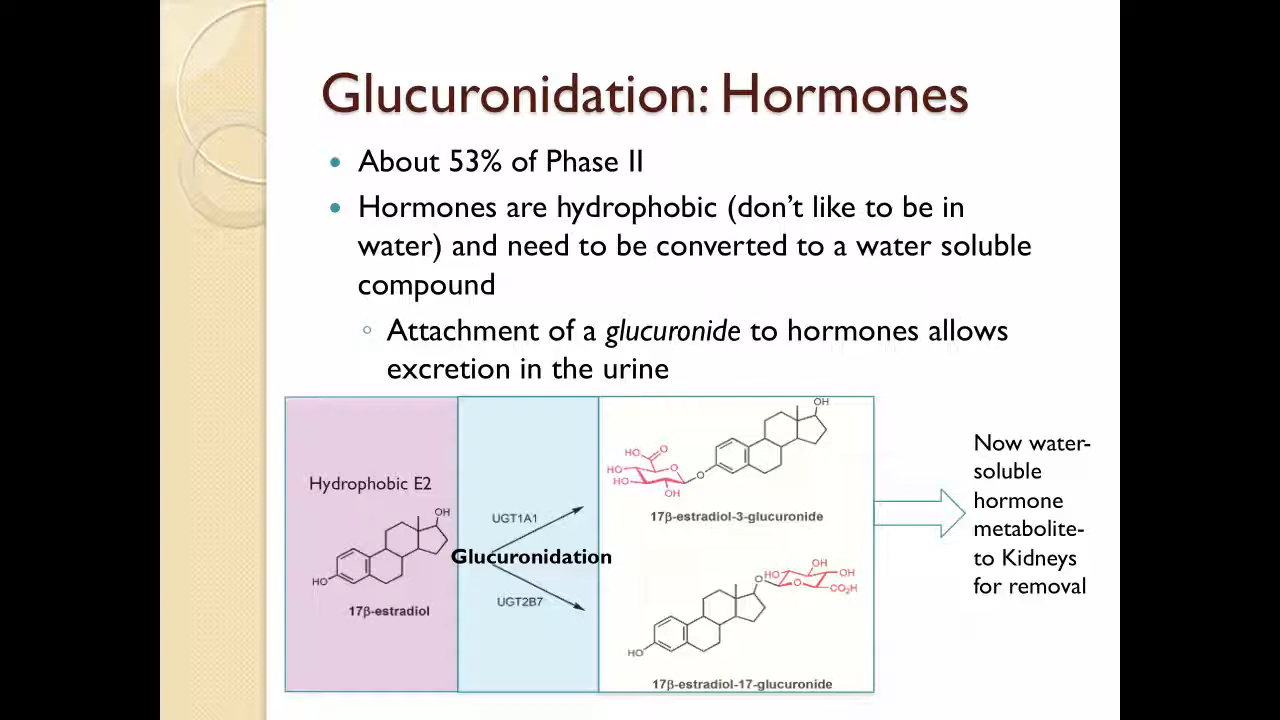 Glucuronidation: Hormones
About 53% of Phase II
Hormones are hydrophobic (don't like to be in
water) and need to be converted to a water soluble
compound
Attachment of a glucuronide to hormones allows
excretion in the urine
Hydrophobic E2
OH
HO
17β-estradiol
UGT1A1
Glucuronidation
UGT2B7
OH
HO
O
HO
O
HO
O
OH
17β-estradiol-3-glucuronide
OH
HO
OH
O
O
CO₂H
HO
17β-estradiol-17-glucuronide
Now water-
soluble
hormone
metabolite-
to Kidneys
for removal